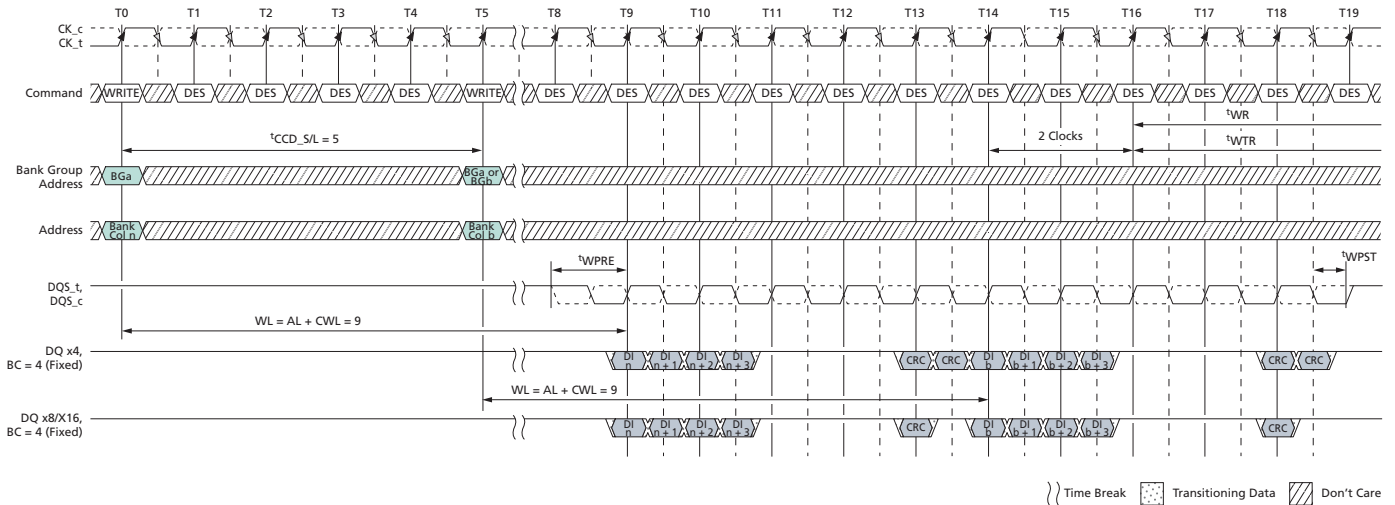 T0 T1 T2 T3 T4 T5 T8 T9 T10 T11 T12 T13 T14 T15 T16 T17 T18 T19
CK_c
CK_t
Command WRITE DES DES DES DES WRITE DES DES DES DES DES DES DES DES DES DES DES DES
tWR
tCCD_S/L = 5 2 Clocks tWTR
Bank Group
Address
BGa
BGa or
BGb
Address
Bank
Col n
Bank
Col b
tWPRE tWPST
DQS_t,
DQS_c
WL = AL + CWL = 9
DQ x4,
BC = 4 (Fixed)
DI DI DI DI CRC CRC DI DI DI DI CRC CRC
n n + 1 n + 2 n + 3 b b + 1 b + 2 b + 3
WL = AL + CWL = 9
DQ x8/X16,
BC = 4 (Fixed)
DI DI DI DI CRC DI DI DI DI CRC
n n + 1 n + 2 n + 3 b b + 1 b + 2 b + 3
Time Break Transitioning Data Don't Care